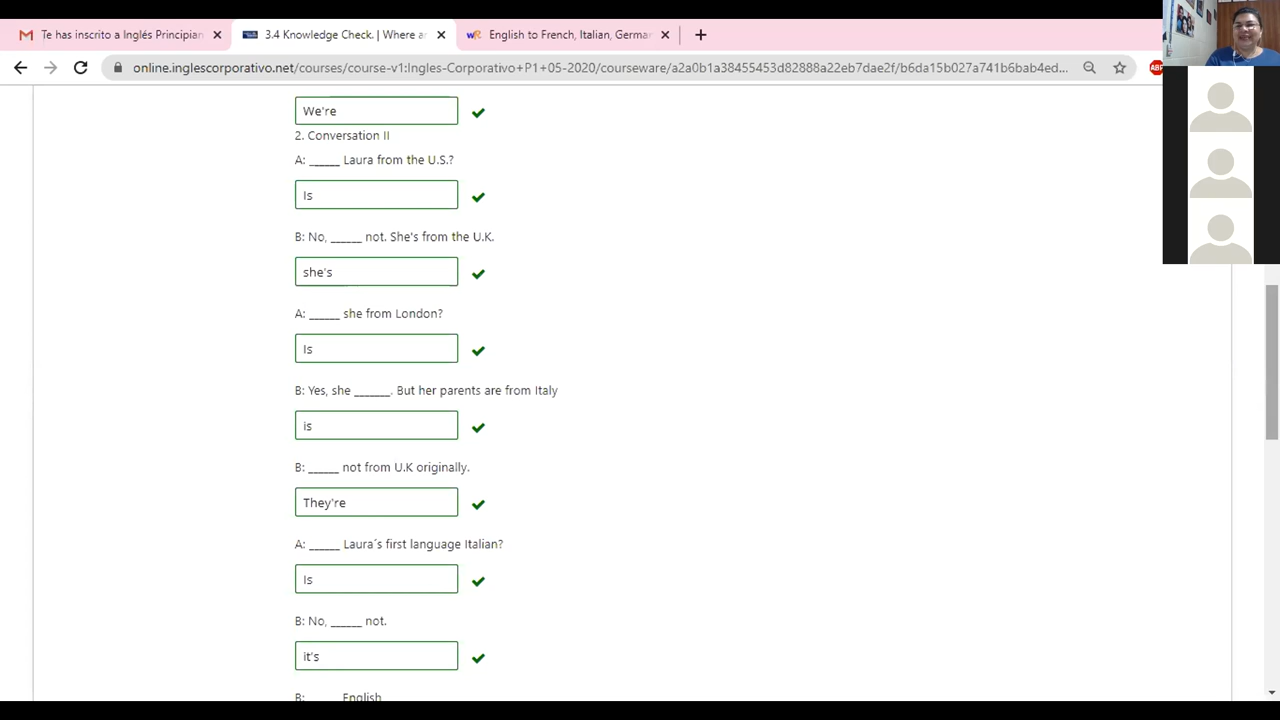 Te has inscrito a Inglés Principian
3.4 Knowledge Check. | Where a
English to French, Italian, Germa
online.inglescorporativo.net/courses/course-v1:Ingles-Corporativo+P1+05-2020/courseware/a2a0b1a38455453d82888a22eb7dae2f/b6da15b027a741b6bab4ed...
ABP
We're
2. Conversation II
A: _____ Laura from the U.S.?
Is
B: No, _____ not. She's from the U.K.
she's
A: _____ she from London?
Is
B: Yes, she ______. But her parents are from Italy
is
B: _____ not from U.K originally.
They're
A: _____ Laura´s first language Italian?
Is
B: No, _____ not.
it's
B: _____ English